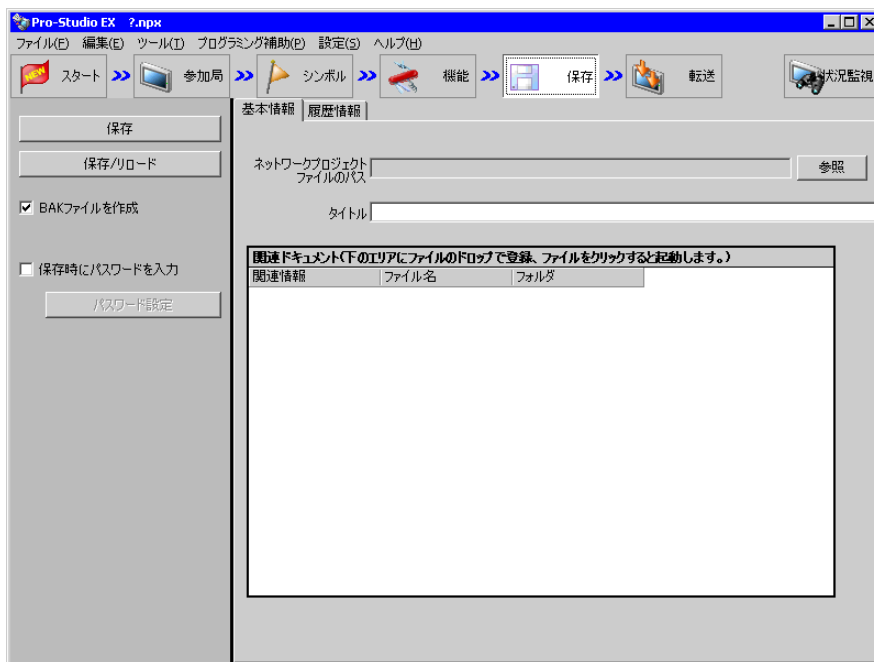 Pro-Studio EX ?.npx
ファイル(F) 編集(E) ツール(T) プログラミング補助(P) 設定(S) ヘルプ(H)
NEW スタート 参加局 シンボル 機能 保存 転送 状況監視
基本情報 履歴情報
保存
保存/リロード
ネットワークプロジェクト
ファイルのパス
参照
BAKファイルを作成
タイトル
関連ドキュメント(下のエリアにファイルのドロップで登録、ファイルをクリックすると起動します。)
保存時にパスワードを入力
関連情報 ファイル名 フォルダ
パスワード設定